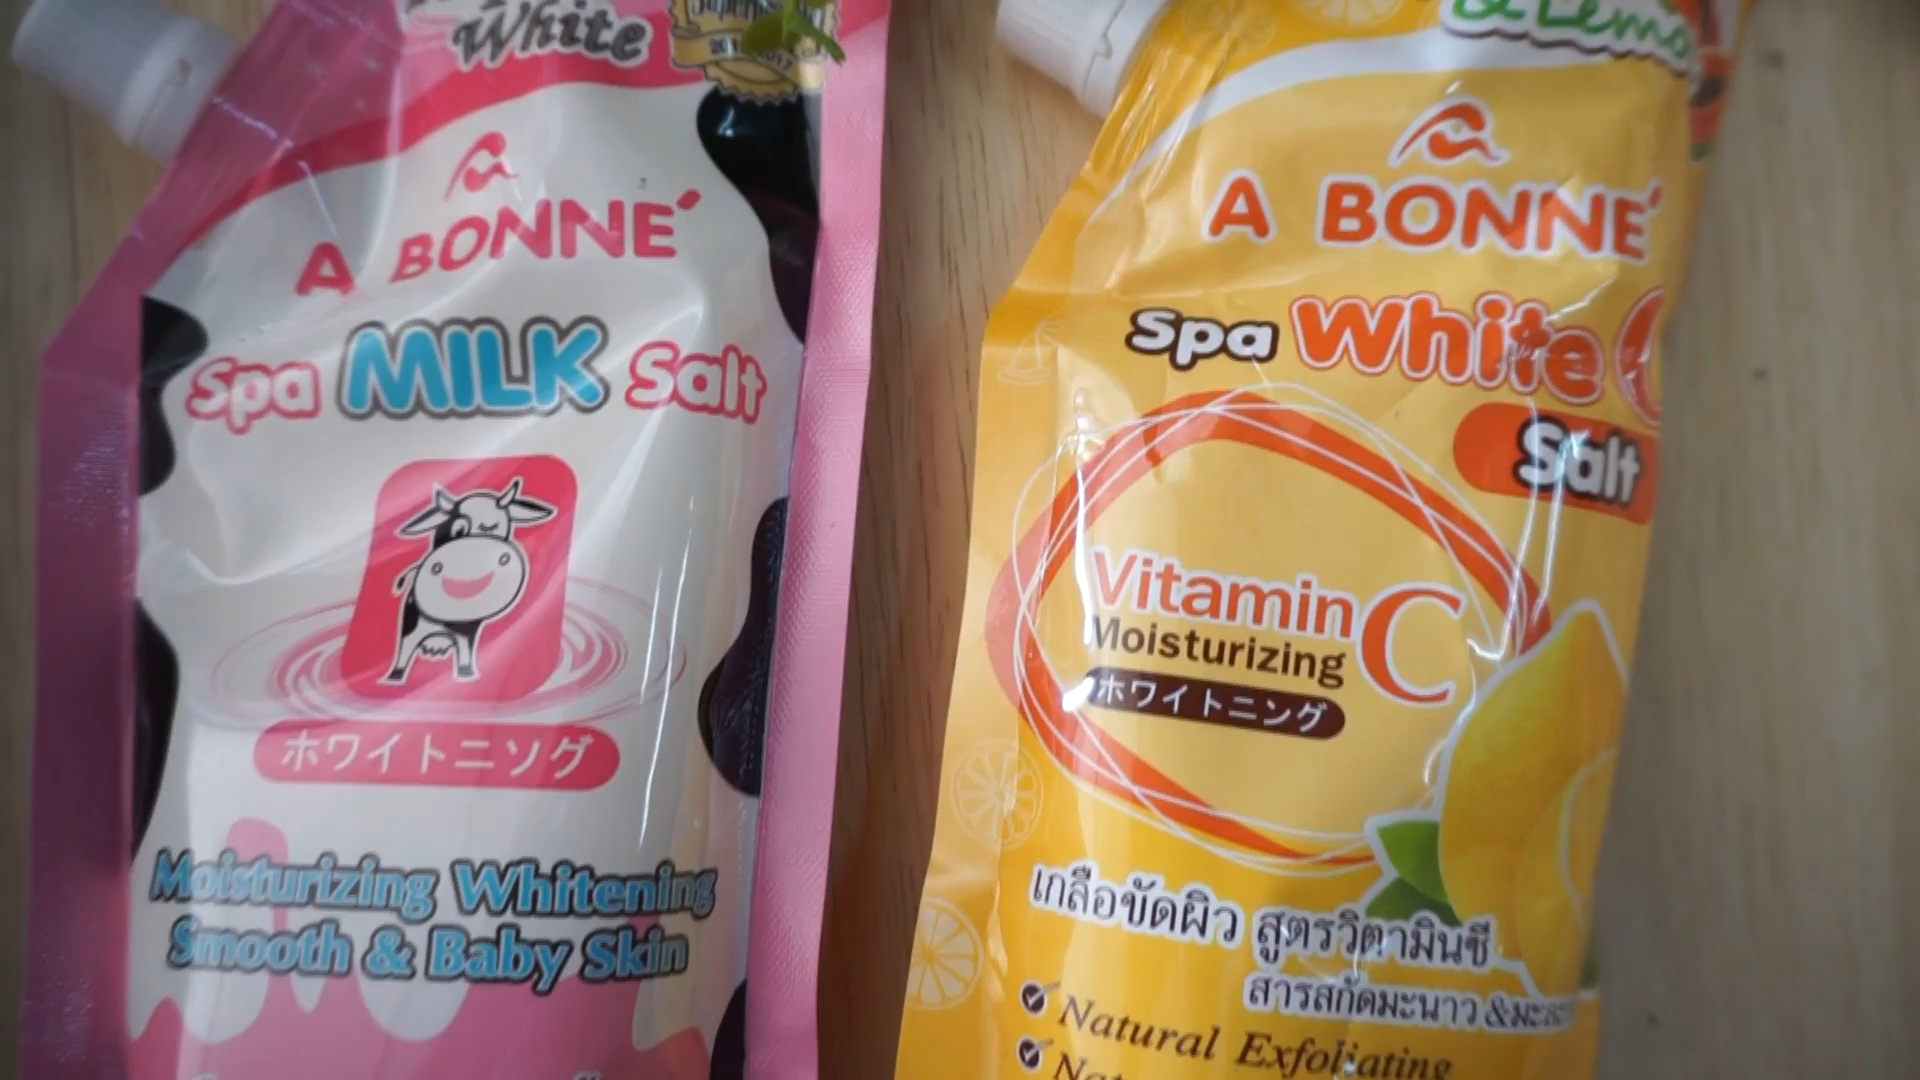 White
A BONNE´
Spa MILK Salt
ホワイトニソグ
Moisturizing Whitening
Smooth & Baby Skin
& Lemo
A BONNE´
Spa White C
Salt
Vitamin C
Moisturizing
ホワイトニング
เกลือขัดผิว สูตรวิตามินซี
สารสกัดมะนาว &
Natural Exfoliating